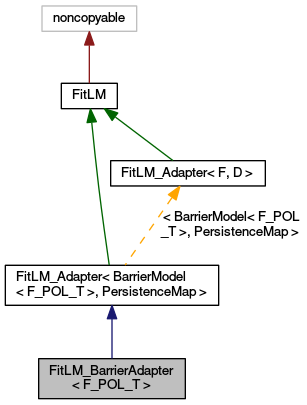 noncopyable
FitLM
FitLM_Adapter< F, D >
< BarrierModel< F_POL
_T >, PersistenceMap >
FitLM_Adapter< BarrierModel
< F_POL_T >, PersistenceMap >
FitLM_BarrierAdapter
< F_POL_T >